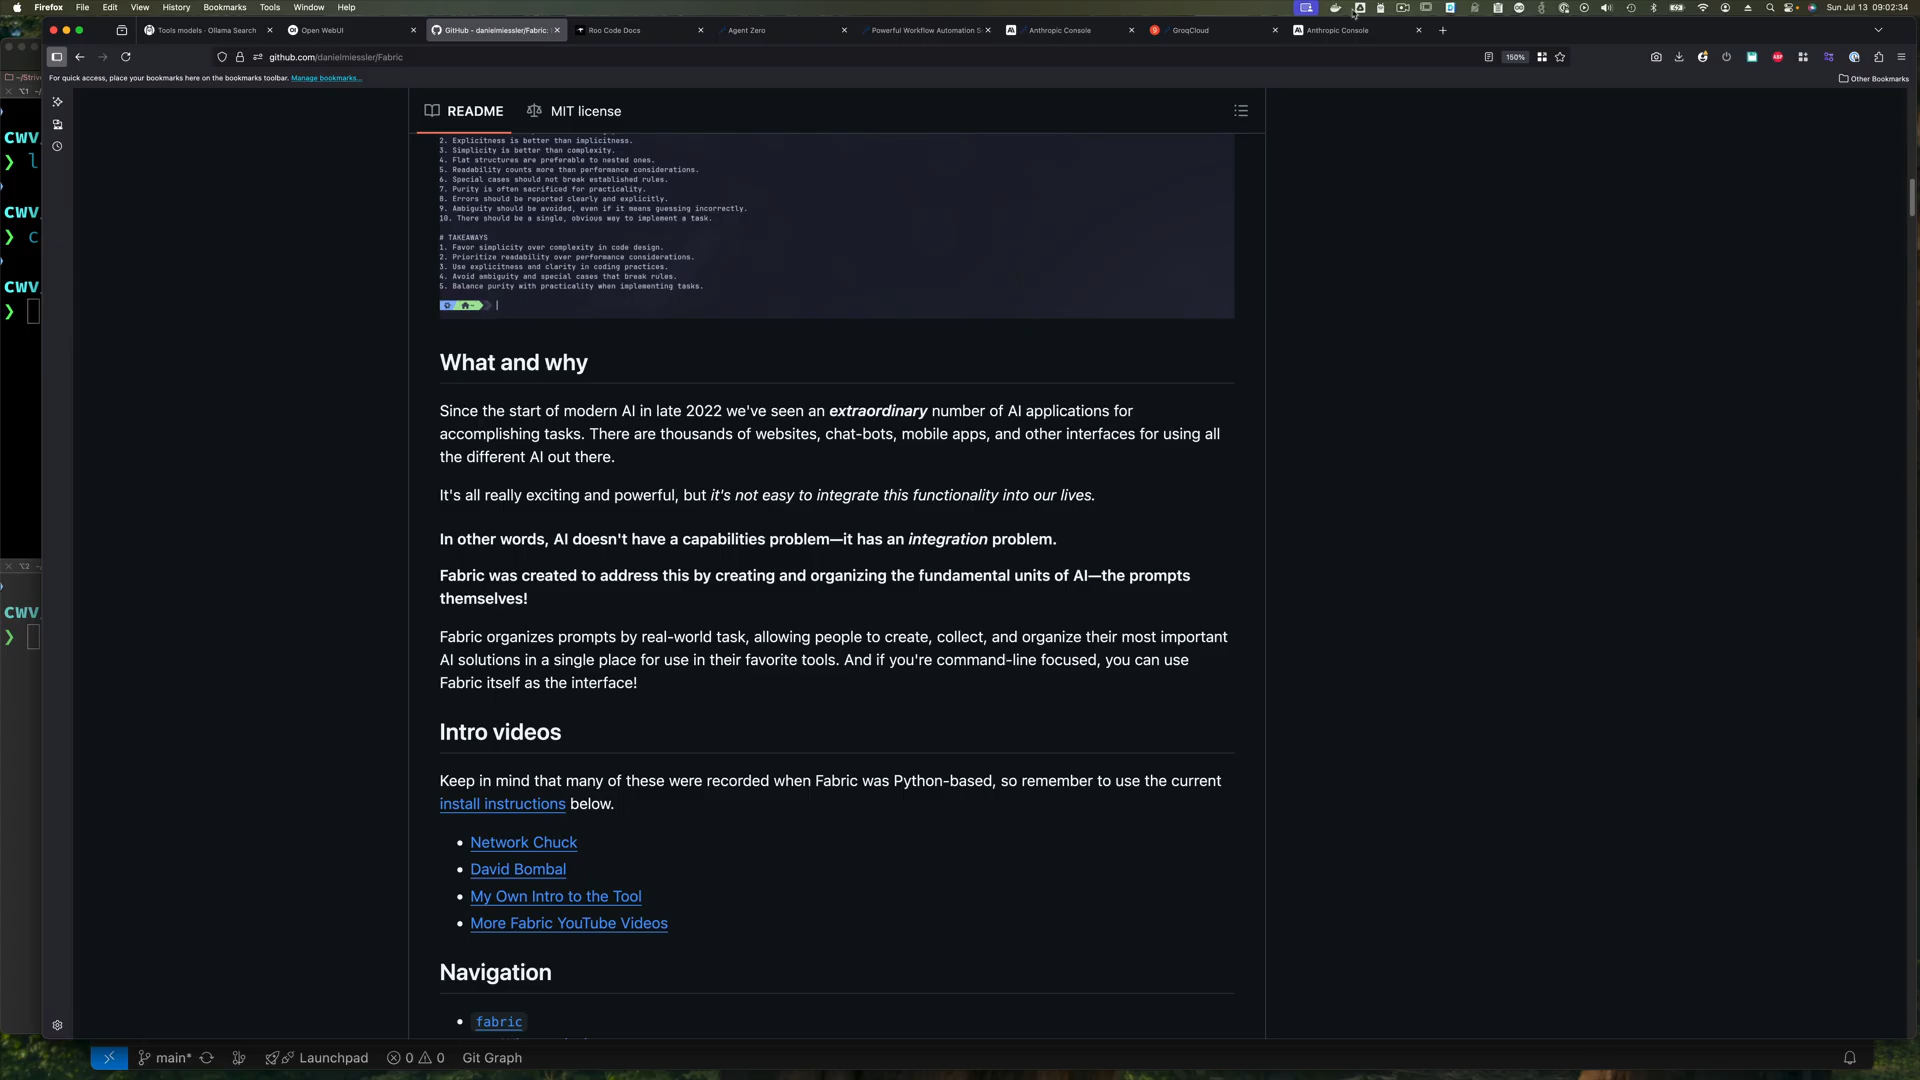 Firefox File Edit View History Bookmarks Tools Window Help
Sun Jul 13 09:02:34
Tools models · Ollama Search
Open WebUI
GitHub - danielmiessler/Fabric:
Roo Code Docs
Agent Zero
Powerful Workflow Automation S
Anthropic Console
GroqCloud
Anthropic Console
github.com/danielmiessler/Fabric
150%
For quick access, place your bookmarks here on the bookmarks toolbar. Manage bookmarks...
Other Bookmarks
README
MIT license
2. Explicitness is better than implicitness.
3. Simplicity is better than complexity.
4. Flat structures are preferable to nested ones.
5. Readability counts more than performance considerations.
6. Special cases should not break established rules.
7. Purity is often sacrificed for practicality.
8. Errors should be reported clearly and explicitly.
9. Ambiguity should be avoided, even if it means guessing incorrectly.
10. There should be a single, obvious way to implement a task.
# TAKEAWAYS
1. Favor simplicity over complexity in code design.
2. Prioritize readability over performance considerations.
3. Use explicitness and clarity in coding practices.
4. Avoid ambiguity and special cases that break rules.
5. Balance purity with practicality when implementing tasks.
What and why
Since the start of modern AI in late 2022 we've seen an extraordinary number of AI applications for
accomplishing tasks. There are thousands of websites, chat-bots, mobile apps, and other interfaces for using all
the different AI out there.
It's all really exciting and powerful, but it's not easy to integrate this functionality into our lives.
In other words, AI doesn't have a capabilities problem—it has an integration problem.
Fabric was created to address this by creating and organizing the fundamental units of AI—the prompts
themselves!
Fabric organizes prompts by real-world task, allowing people to create, collect, and organize their most important
AI solutions in a single place for use in their favorite tools. And if you're command-line focused, you can use
Fabric itself as the interface!
Intro videos
Keep in mind that many of these were recorded when Fabric was Python-based, so remember to use the current
install instructions below.
Network Chuck
David Bombal
My Own Intro to the Tool
More Fabric YouTube Videos
Navigation
fabric
~/Striv
⌥1
cwv
l
cwv
c
cwv
⌥2
cwv
main*
Launchpad
0
0
Git Graph